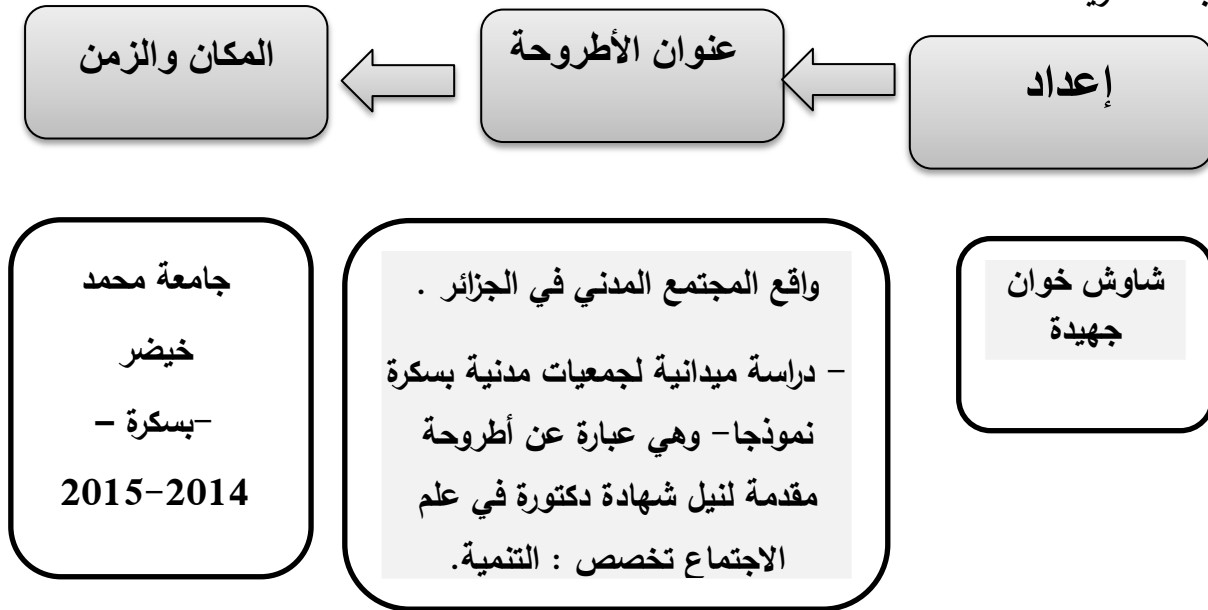 إعداد
عنوان الأطروحة
المكان والزمن
شاوش خوان
جهيدة
واقع المجتمع المدني في الجزائر .
– دراسة ميدانية لجمعيات مدنية بسكرة
نموذجا– وهي عبارة عن أطروحة
مقدمة لنيل شهادة دكتورة في علم
الاجتماع تخصص : التنمية.
جامعة محمد
خيضر
–بسكرة –
2014–2015